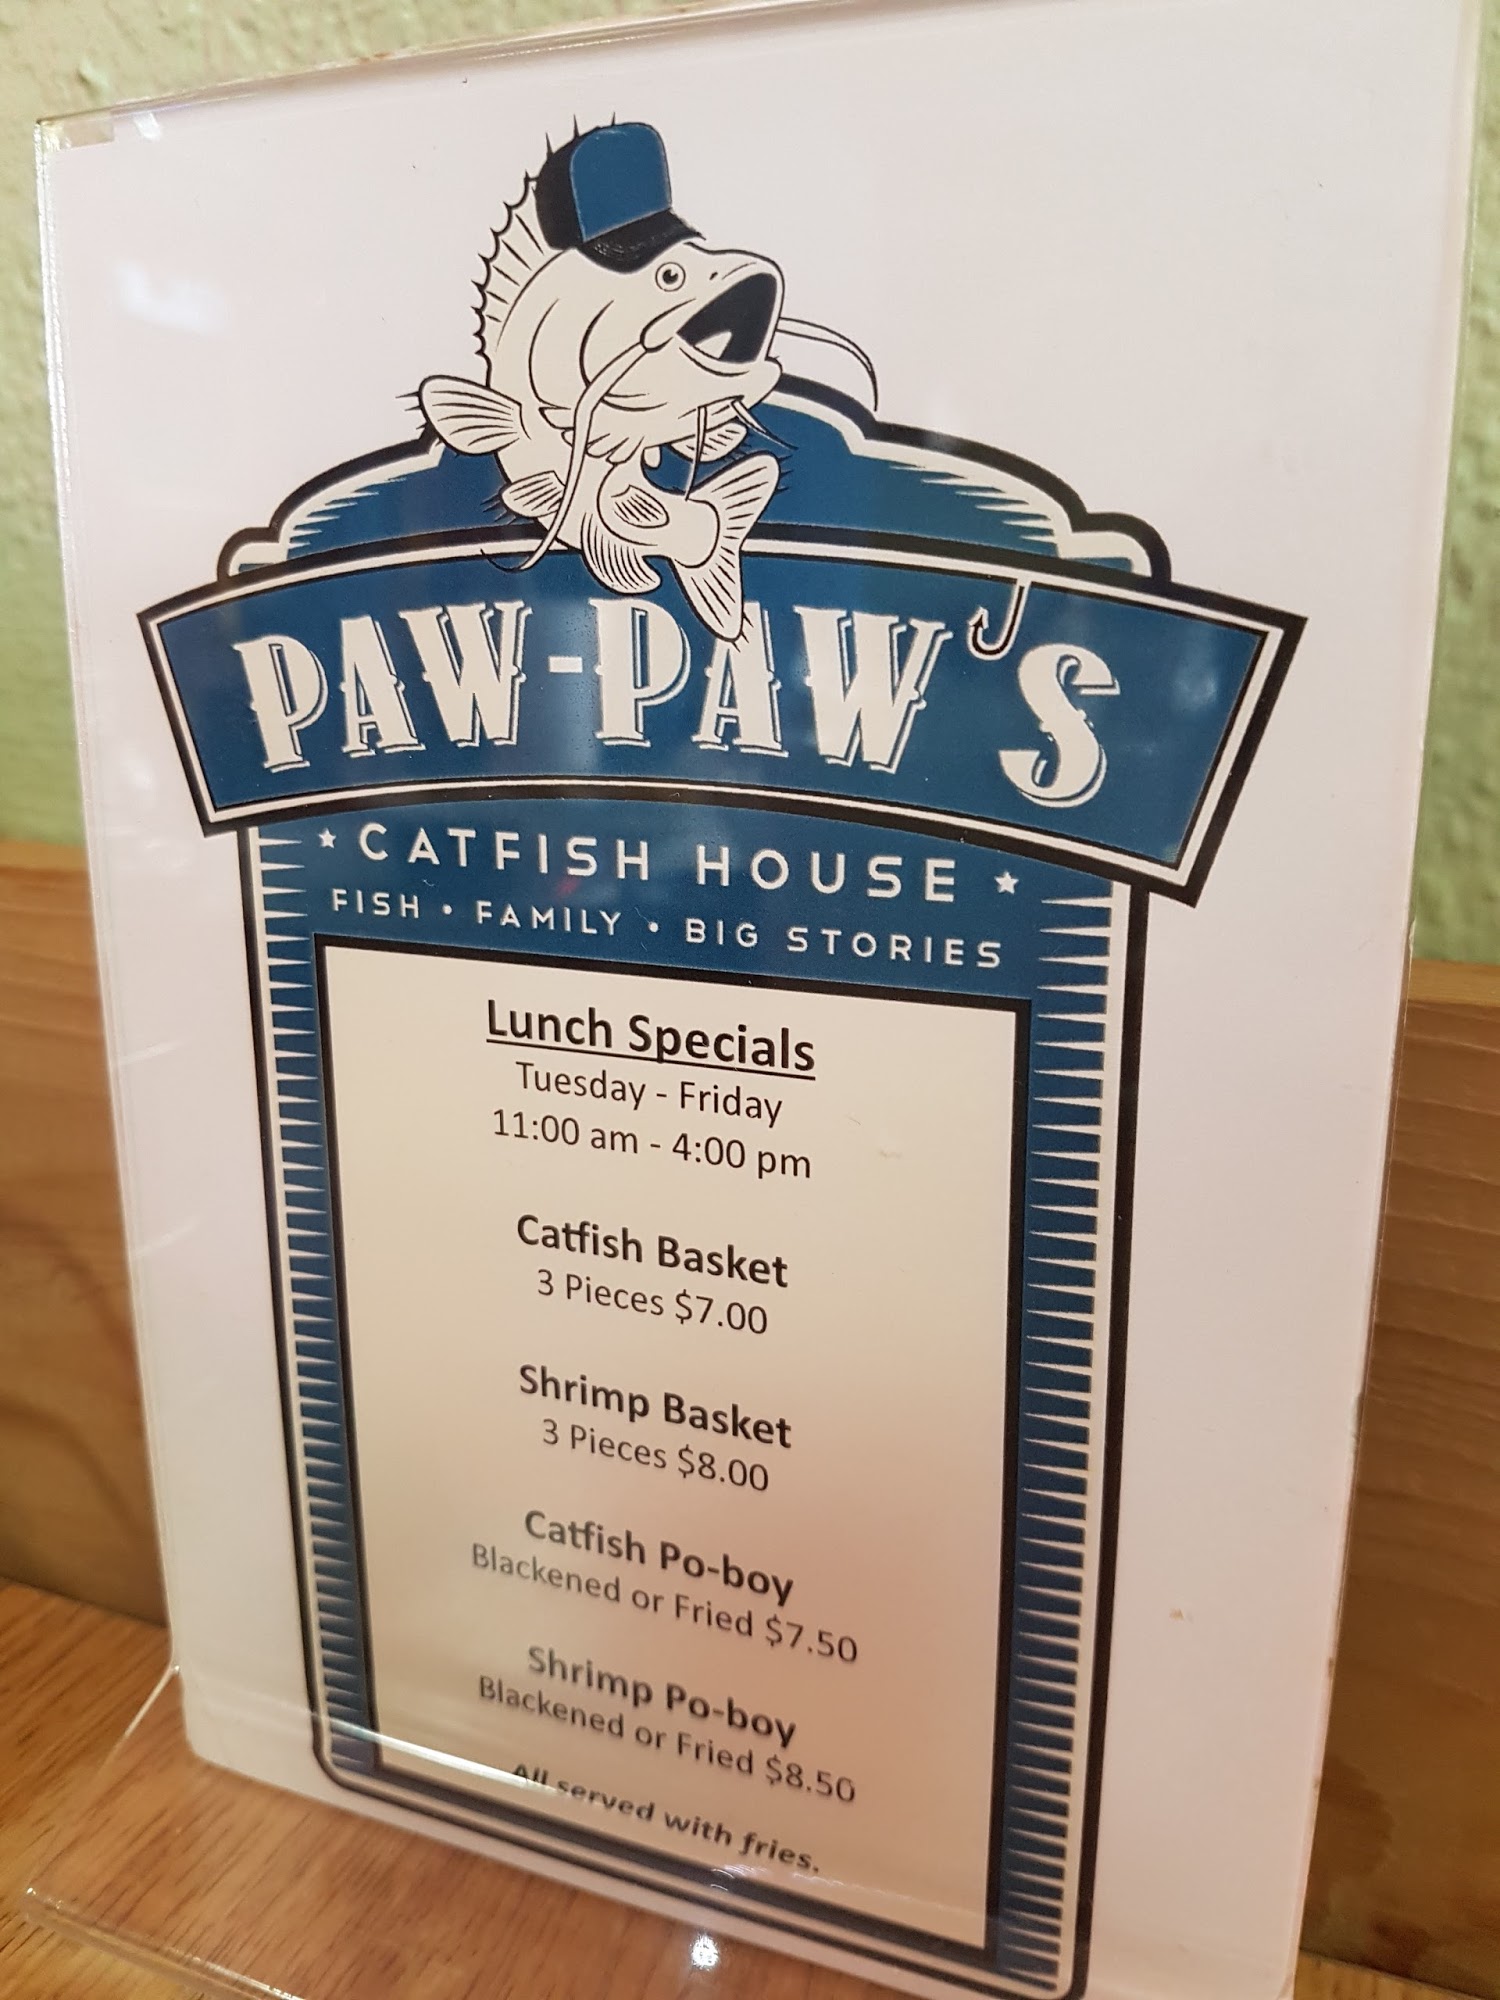 PAW-PAW'S
★ CATFISH HOUSE ★
FISH • FAMILY • BIG STORIES
Lunch Specials
Tuesday - Friday
11:00 am - 4:00 pm
Catfish Basket
3 Pieces $7.00
Shrimp Basket
3 Pieces $8.00
Catfish Po-boy
Blackened or Fried $7.50
Shrimp Po-boy
Blackened or Fried $8.50
All served with fries.